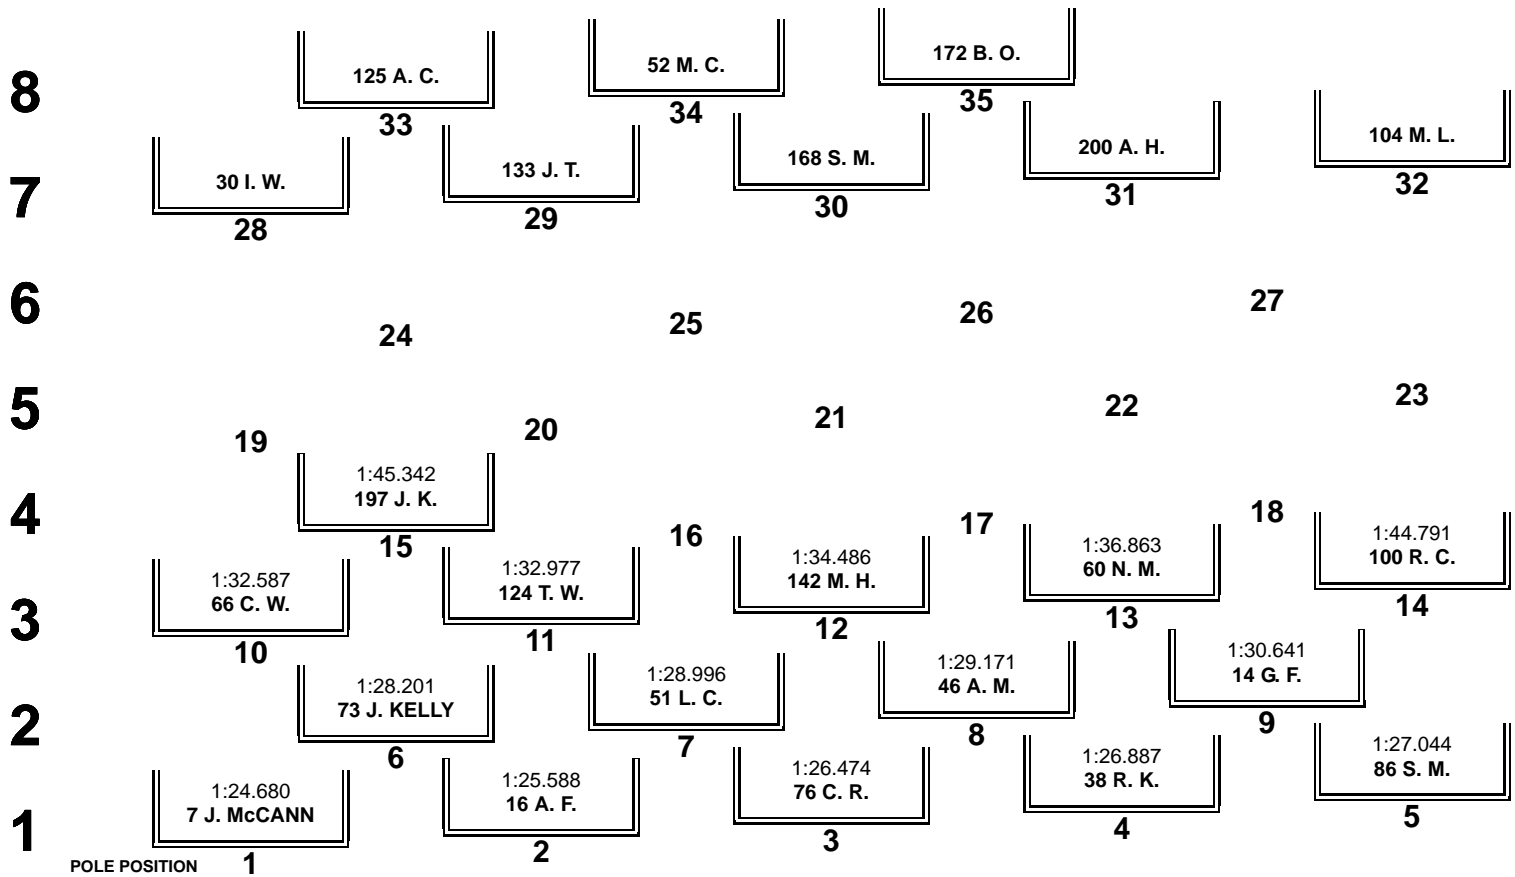 8
125 A. C.
33
52 M. C.
34
172 B. O.
35
7
30 I. W.
28
133 J. T.
29
168 S. M.
30
200 A. H.
31
104 M. L.
32
6
24
25
26
27
5
19
20
21
22
23
4
1:45.342
197 J. K.
15
16
17
18
3
1:32.587
66 C. W.
10
1:32.977
124 T. W.
11
1:34.486
142 M. H.
12
1:36.863
60 N. M.
13
1:44.791
100 R. C.
14
2
1:28.201
73 J. KELLY
6
1:28.996
51 L. C.
7
1:29.171
46 A. M.
8
1:30.641
14 G. F.
9
1
1:24.680
7 J. McCANN
1
1:25.588
16 A. F.
2
1:26.474
76 C. R.
3
1:26.887
38 R. K.
4
1:27.044
86 S. M.
5
POLE POSITION